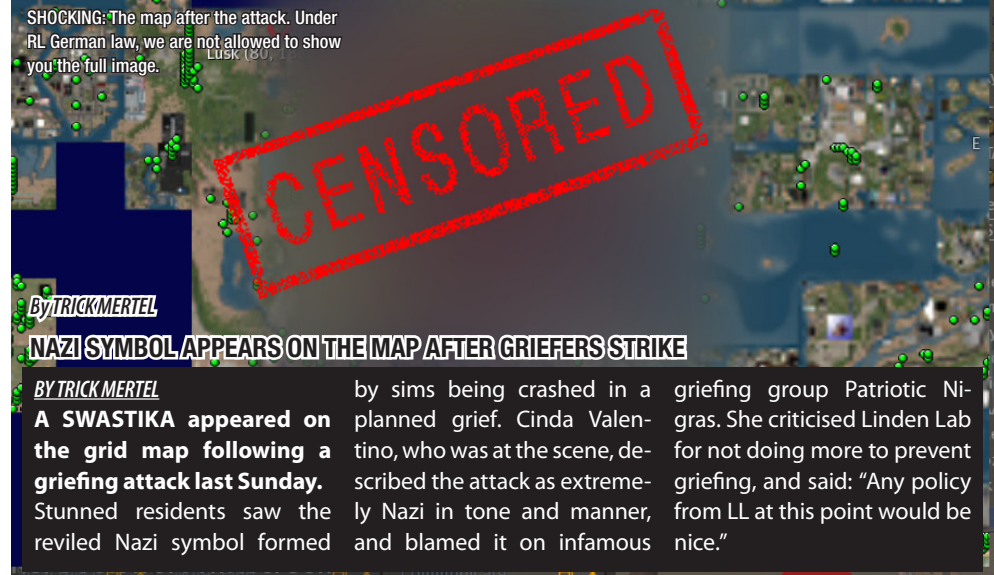 SHOCKING: The map after the attack. Under
RL German law, we are not allowed to show
you the full image.
CENSORED
E
By TRICK MERTEL
NAZI SYMBOL APPEARS ON THE MAP AFTER GRIEFERS STRIKE
BY TRICK MERTEL
A SWASTIKA appeared on
the grid map following a
griefing attack last Sunday.
Stunned residents saw the
reviled Nazi symbol formed
by sims being crashed in a
planned grief. Cinda Valen-
tino, who was at the scene, de-
scribed the attack as extreme-
ly Nazi in tone and manner,
and blamed it on infamous
griefing group Patriotic Ni-
gras. She criticised Linden Lab
for not doing more to prevent
griefing, and said: “Any policy
from LL at this point would be
nice.”